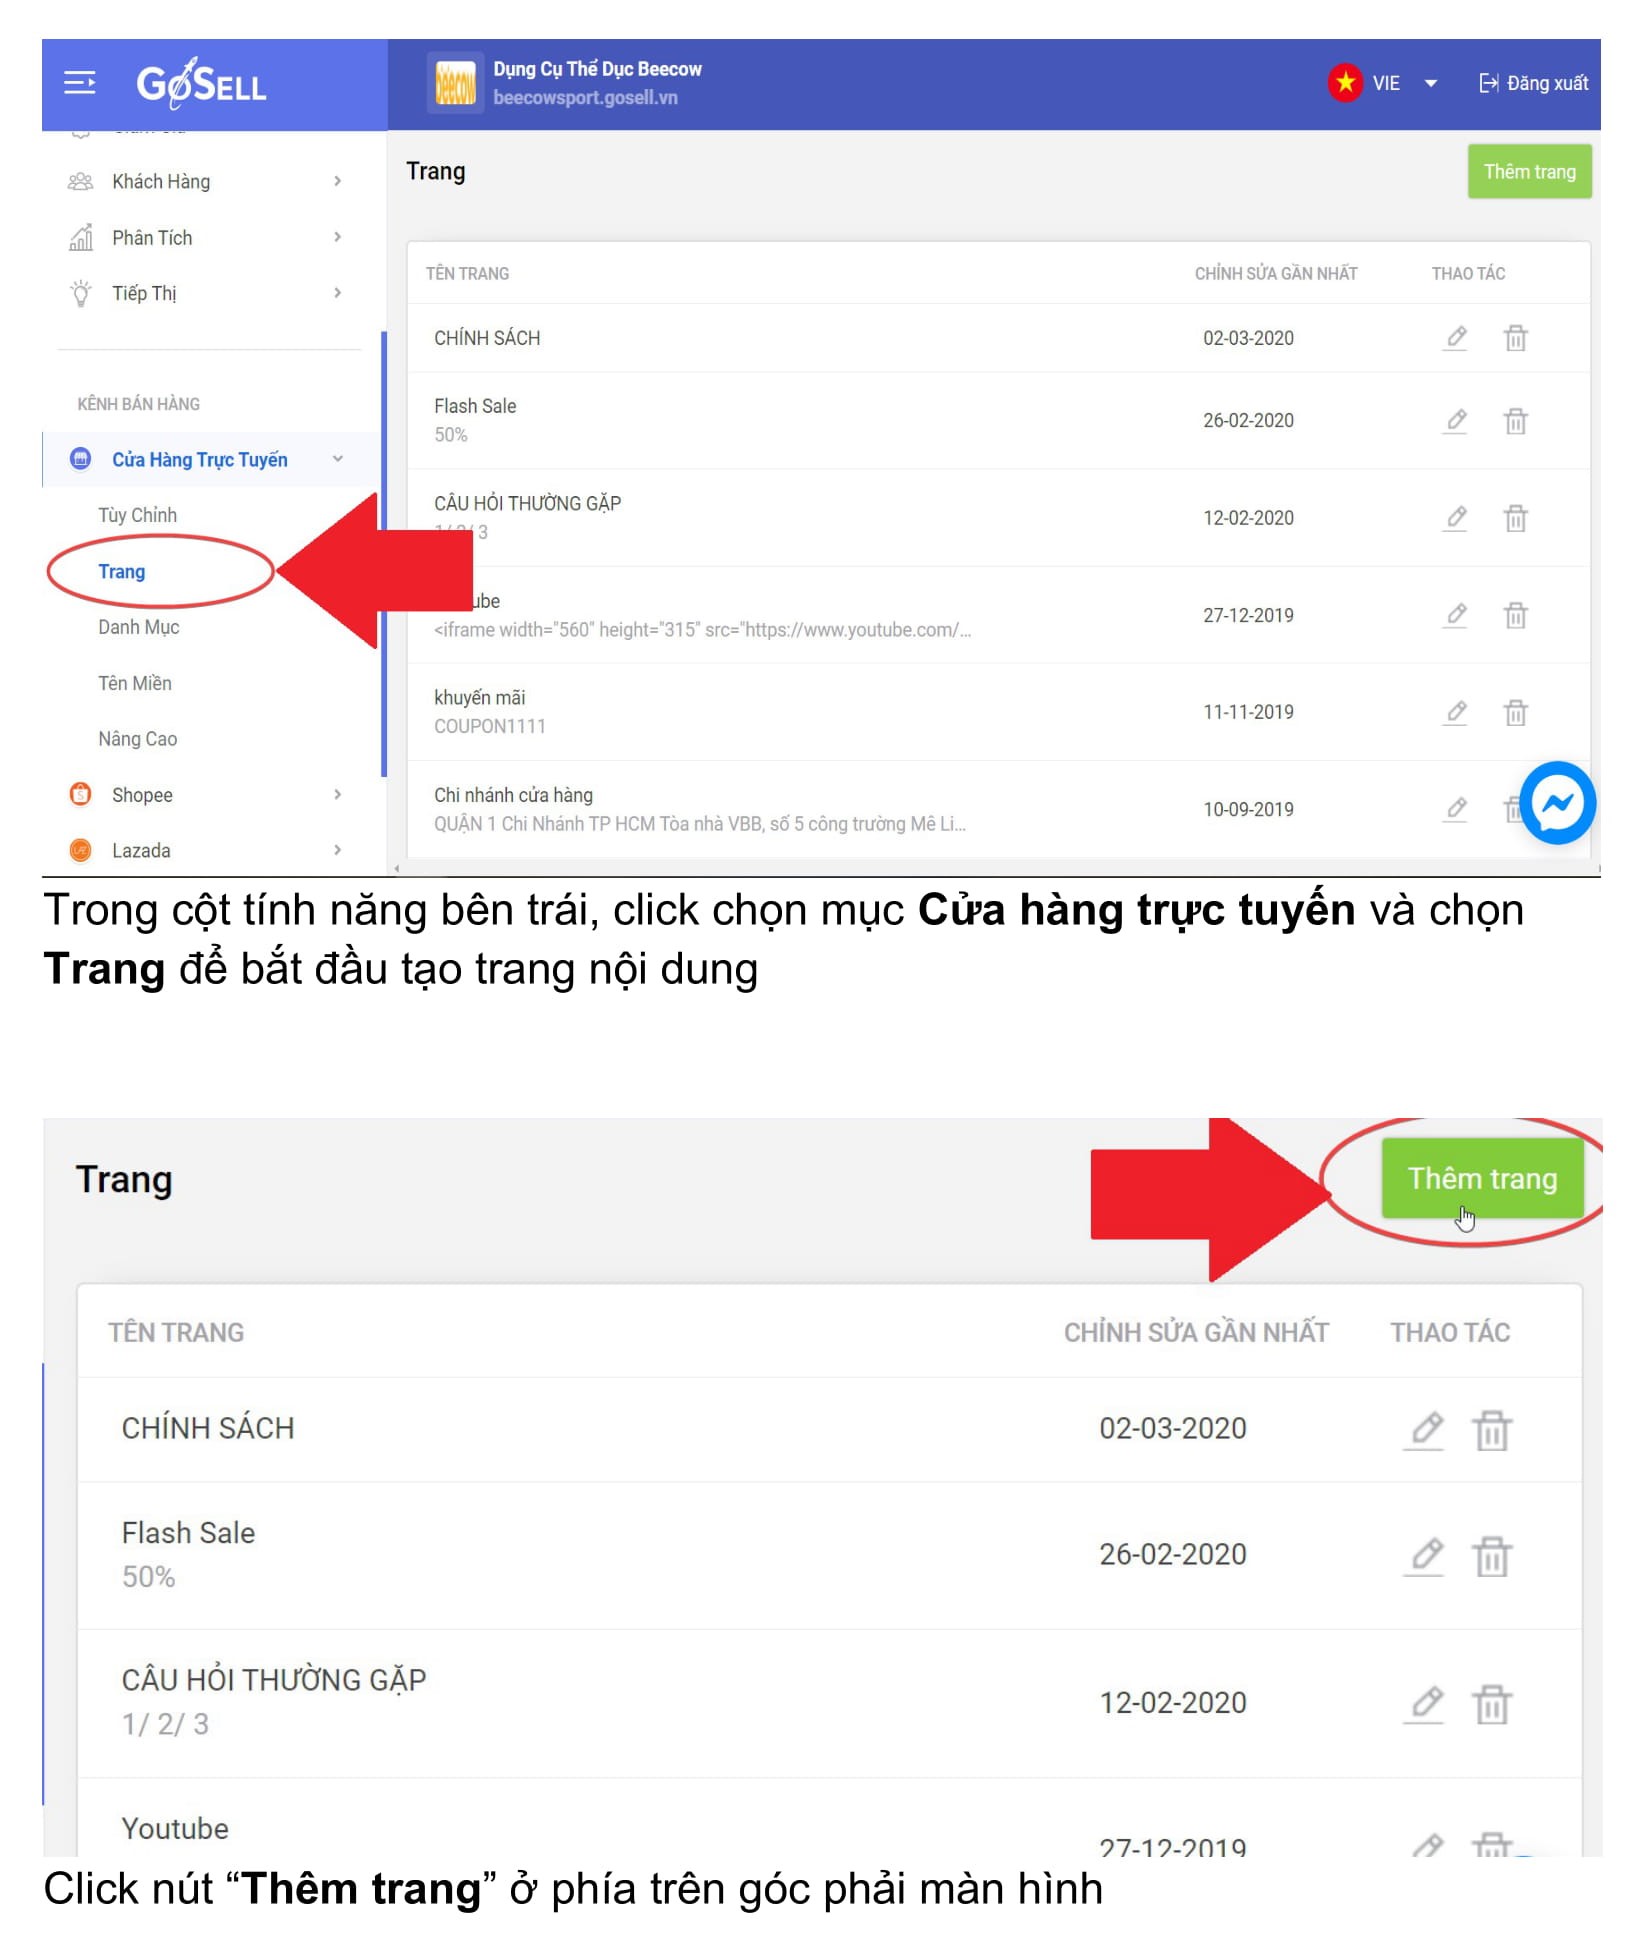 GoSELL
Dụng Cụ Thể Dục Beecow
beecowsport.gosell.vn
VIE
Đăng xuất
Khách Hàng
Phân Tích
Tiếp Thị
KÊNH BÁN HÀNG
Cửa Hàng Trực Tuyến
Tùy Chỉnh
Trang
Danh Mục
Tên Miền
Nâng Cao
Shopee
Lazada
Trang
Thêm trang
TÊN TRANG CHỈNH SỬA GẦN NHẤT THAO TÁC
CHÍNH SÁCH 02-03-2020
Flash Sale
50%
26-02-2020
CÂU HỎI THƯỜNG GẶP
3
12-02-2020
ube
<iframe width="560" height="315" src="https://www.youtube.com/...
27-12-2019
khuyến mãi
COUPON1111
11-11-2019
Chi nhánh cửa hàng
QUẬN 1 Chi Nhánh TP HCM Tòa nhà VBB, số 5 công trường Mê Li...
10-09-2019
Trong cột tính năng bên trái, click chọn mục Cửa hàng trực tuyến và chọn
Trang để bắt đầu tạo trang nội dung
Trang
Thêm trang
TÊN TRANG CHỈNH SỬA GẦN NHẤT THAO TÁC
CHÍNH SÁCH 02-03-2020
Flash Sale
50%
26-02-2020
CÂU HỎI THƯỜNG GẶP
1/ 2/ 3
12-02-2020
Youtube
27-12-2019
Click nút “Thêm trang” ở phía trên góc phải màn hình